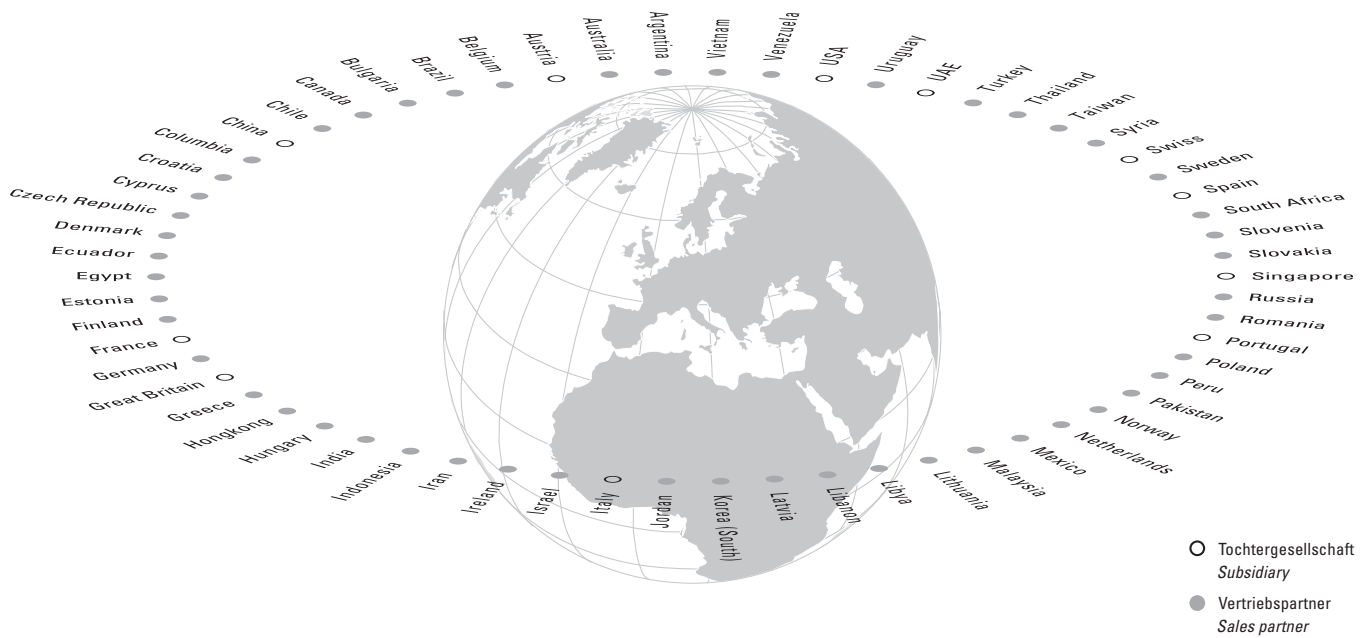 Argentina
Australia
Austria
Belgium
Brazil
Bulgaria
Canada
Chile
China
Columbia
Croatia
Cyprus
Czech Republic
Denmark
Ecuador
Egypt
Estonia
Finland
France
Germany
Great Britain
Greece
Hongkong
Hungary
India
Indonesia
Iran
Ireland
Israel
Italy
Jordan
Korea (South)
Latvia
Libanon
Libya
Lithuania
Malaysia
Mexico
Netherlands
Norway
Pakistan
Peru
Poland
Portugal
Romania
Russia
Singapore
Slovakia
Slovenia
South Africa
Spain
Sweden
Swiss
Syria
Taiwan
Thailand
Turkey
UAE
Uruguay
USA
Venezuela
Vietnam
Tochtergesellschaft
Subsidiary
Vertriebspartner
Sales partner